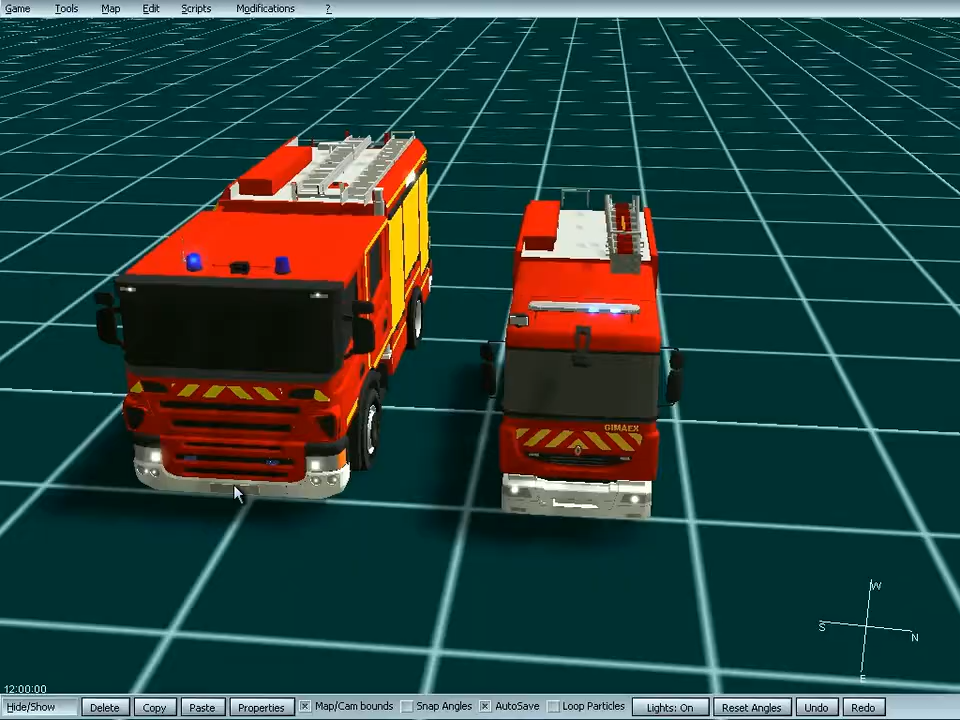 Game Tools Map Edit Scripts Modifications ?
GIMAEX
W
S
N
E
12:00:00
Hide/Show Delete Copy Paste Properties Map/Cam bounds Snap Angles AutoSave Loop Particles Lights: On Reset Angles Undo Redo